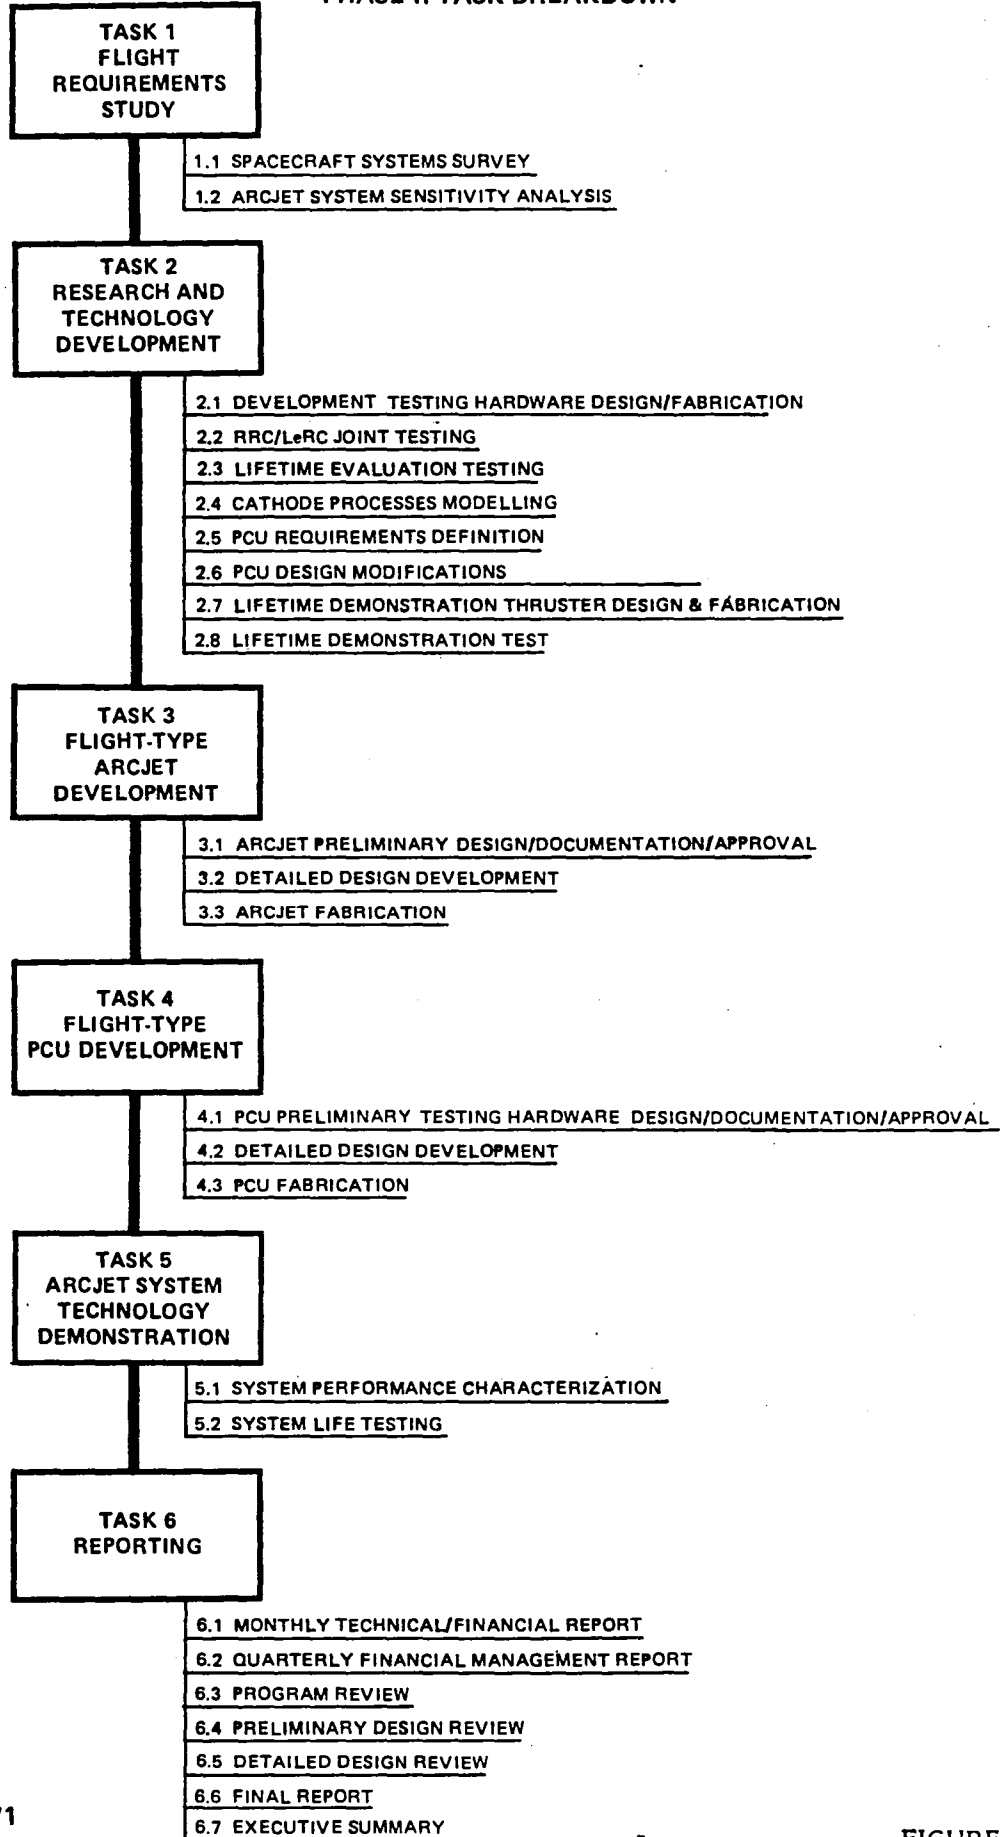 TASK BREAKDOWN
TASK 1
FLIGHT
REQUIREMENTS
STUDY
1.1 SPACECRAFT SYSTEMS SURVEY
1.2 ARCJET SYSTEM SENSITIVITY ANALYSIS
TASK 2
RESEARCH AND
TECHNOLOGY
DEVELOPMENT
2.1 DEVELOPMENT TESTING HARDWARE DESIGN/FABRICATION
2.2 RRC/LeRC JOINT TESTING
2.3 LIFETIME EVALUATION TESTING
2.4 CATHODE PROCESSES MODELLING
2.5 PCU REQUIREMENTS DEFINITION
2.6 PCU DESIGN MODIFICATIONS
2.7 LIFETIME DEMONSTRATION THRUSTER DESIGN & FABRICATION
2.8 LIFETIME DEMONSTRATION TEST
TASK 3
FLIGHT-TYPE
ARCJET
DEVELOPMENT
3.1 ARCJET PRELIMINARY DESIGN/DOCUMENTATION/APPROVAL
3.2 DETAILED DESIGN DEVELOPMENT
3.3 ARCJET FABRICATION
TASK 4
FLIGHT-TYPE
PCU DEVELOPMENT
4.1 PCU PRELIMINARY TESTING HARDWARE DESIGN/DOCUMENTATION/APPROVAL
4.2 DETAILED DESIGN DEVELOPMENT
4.3 PCU FABRICATION
TASK 5
ARCJET SYSTEM
TECHNOLOGY
DEMONSTRATION
5.1 SYSTEM PERFORMANCE CHARACTERIZATION
5.2 SYSTEM LIFE TESTING
TASK 6
REPORTING
6.1 MONTHLY TECHNICAL/FINANCIAL REPORT
6.2 QUARTERLY FINANCIAL MANAGEMENT REPORT
6.3 PROGRAM REVIEW
6.4 PRELIMINARY DESIGN REVIEW
6.5 DETAILED DESIGN REVIEW
6.6 FINAL REPORT
6.7 EXECUTIVE SUMMARY
FIGURE